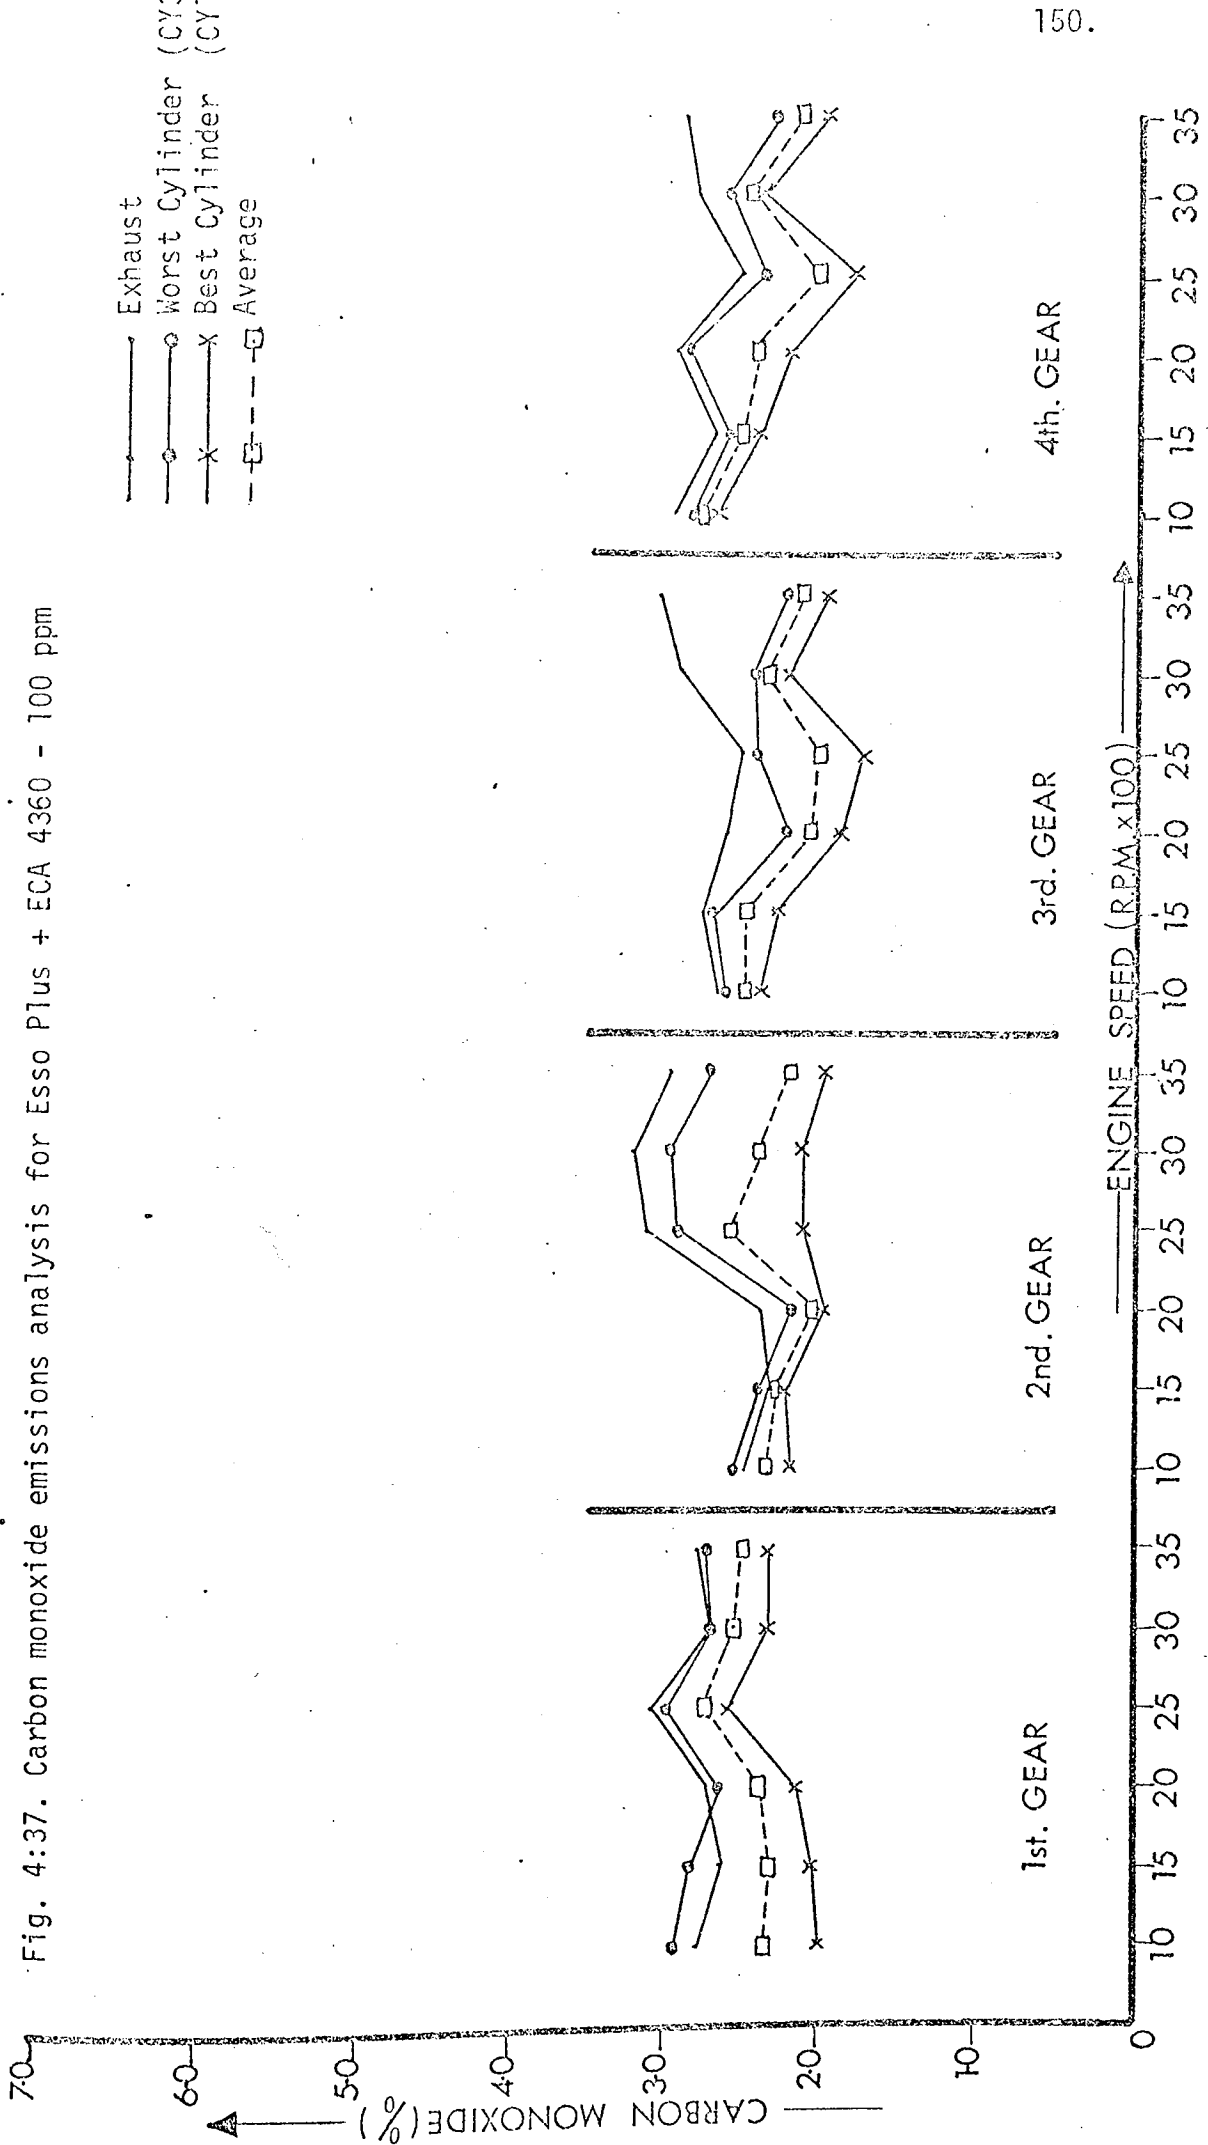 150.
Fig. 4:37. Carbon monoxide emissions analysis for Esso Plus + ECA 4360 - 100 ppm
Exhaust
Worst Cylinder (CY3
Best Cylinder (CY
Average
CARBON MONOXIDE (%)
7·0
6·0
5·0
4·0
3·0
2·0
1·0
0
1st. GEAR
2nd. GEAR
3rd. GEAR
4th. GEAR
10 15 20 25 30 35 10 15 20 25 30 35 10 15 20 25 30 35 10 15 20 25 30 35
ENGINE SPEED (R.P.M. x100)